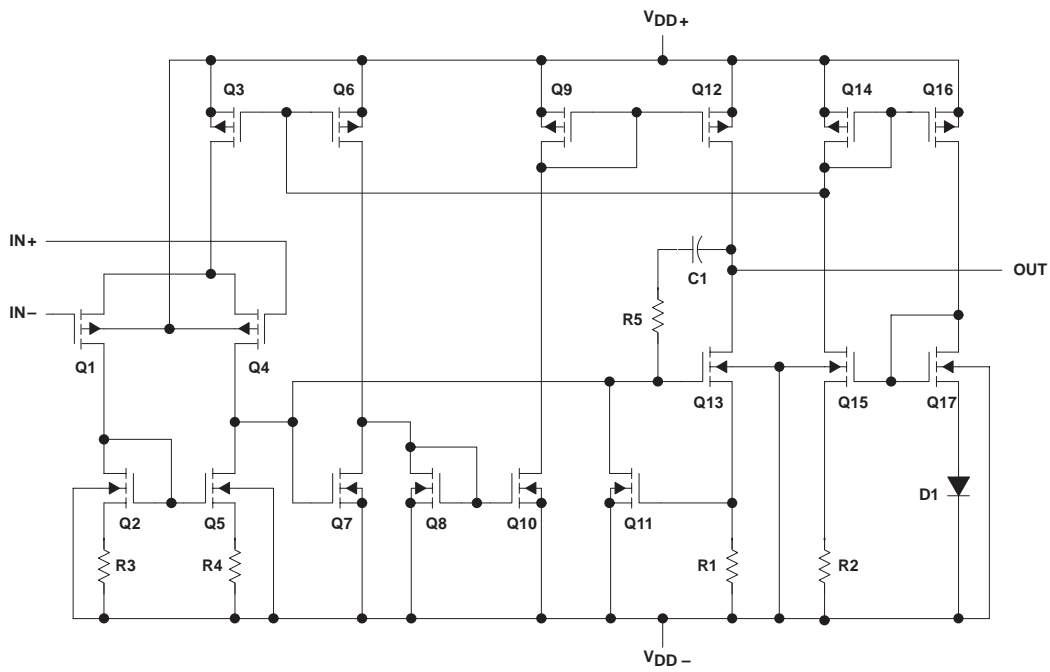 VDD+
Q3 Q6 Q9 Q12 Q14 Q16
IN+
C1
OUT
IN−
R5
Q1 Q4
Q13 Q15 Q17
Q2 Q5 Q7 Q8 Q10 Q11
D1
R3 R4 R1 R2
VDD−